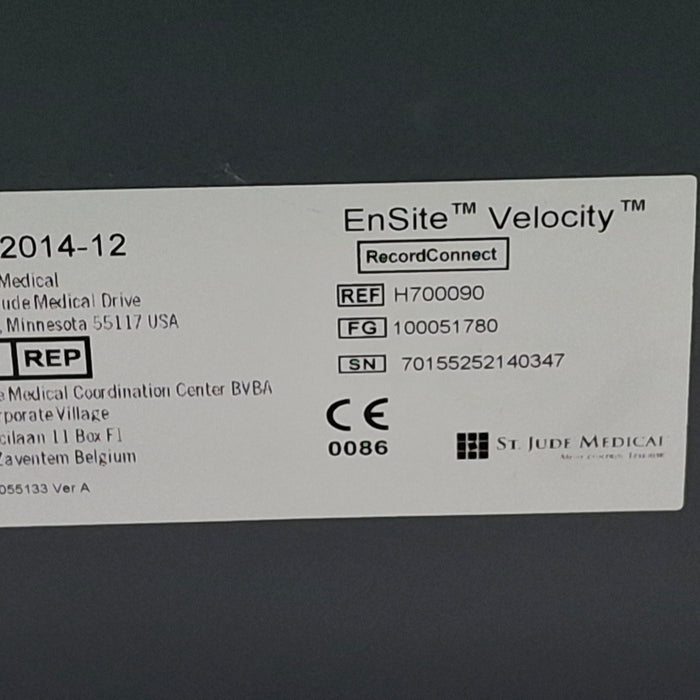 2014-12
Medical
ude Medical Drive
, Minnesota 55117 USA
REP
e Medical Coordination Center BVBA
rporate Village
cilaan 11 Box F1
Zaventem Belgium
055133 Ver A
EnSite™ Velocity™
RecordConnect
REF H700090
FG 100051780
SN 70155252140347
CE
0086
ST. JUDE MEDICAL